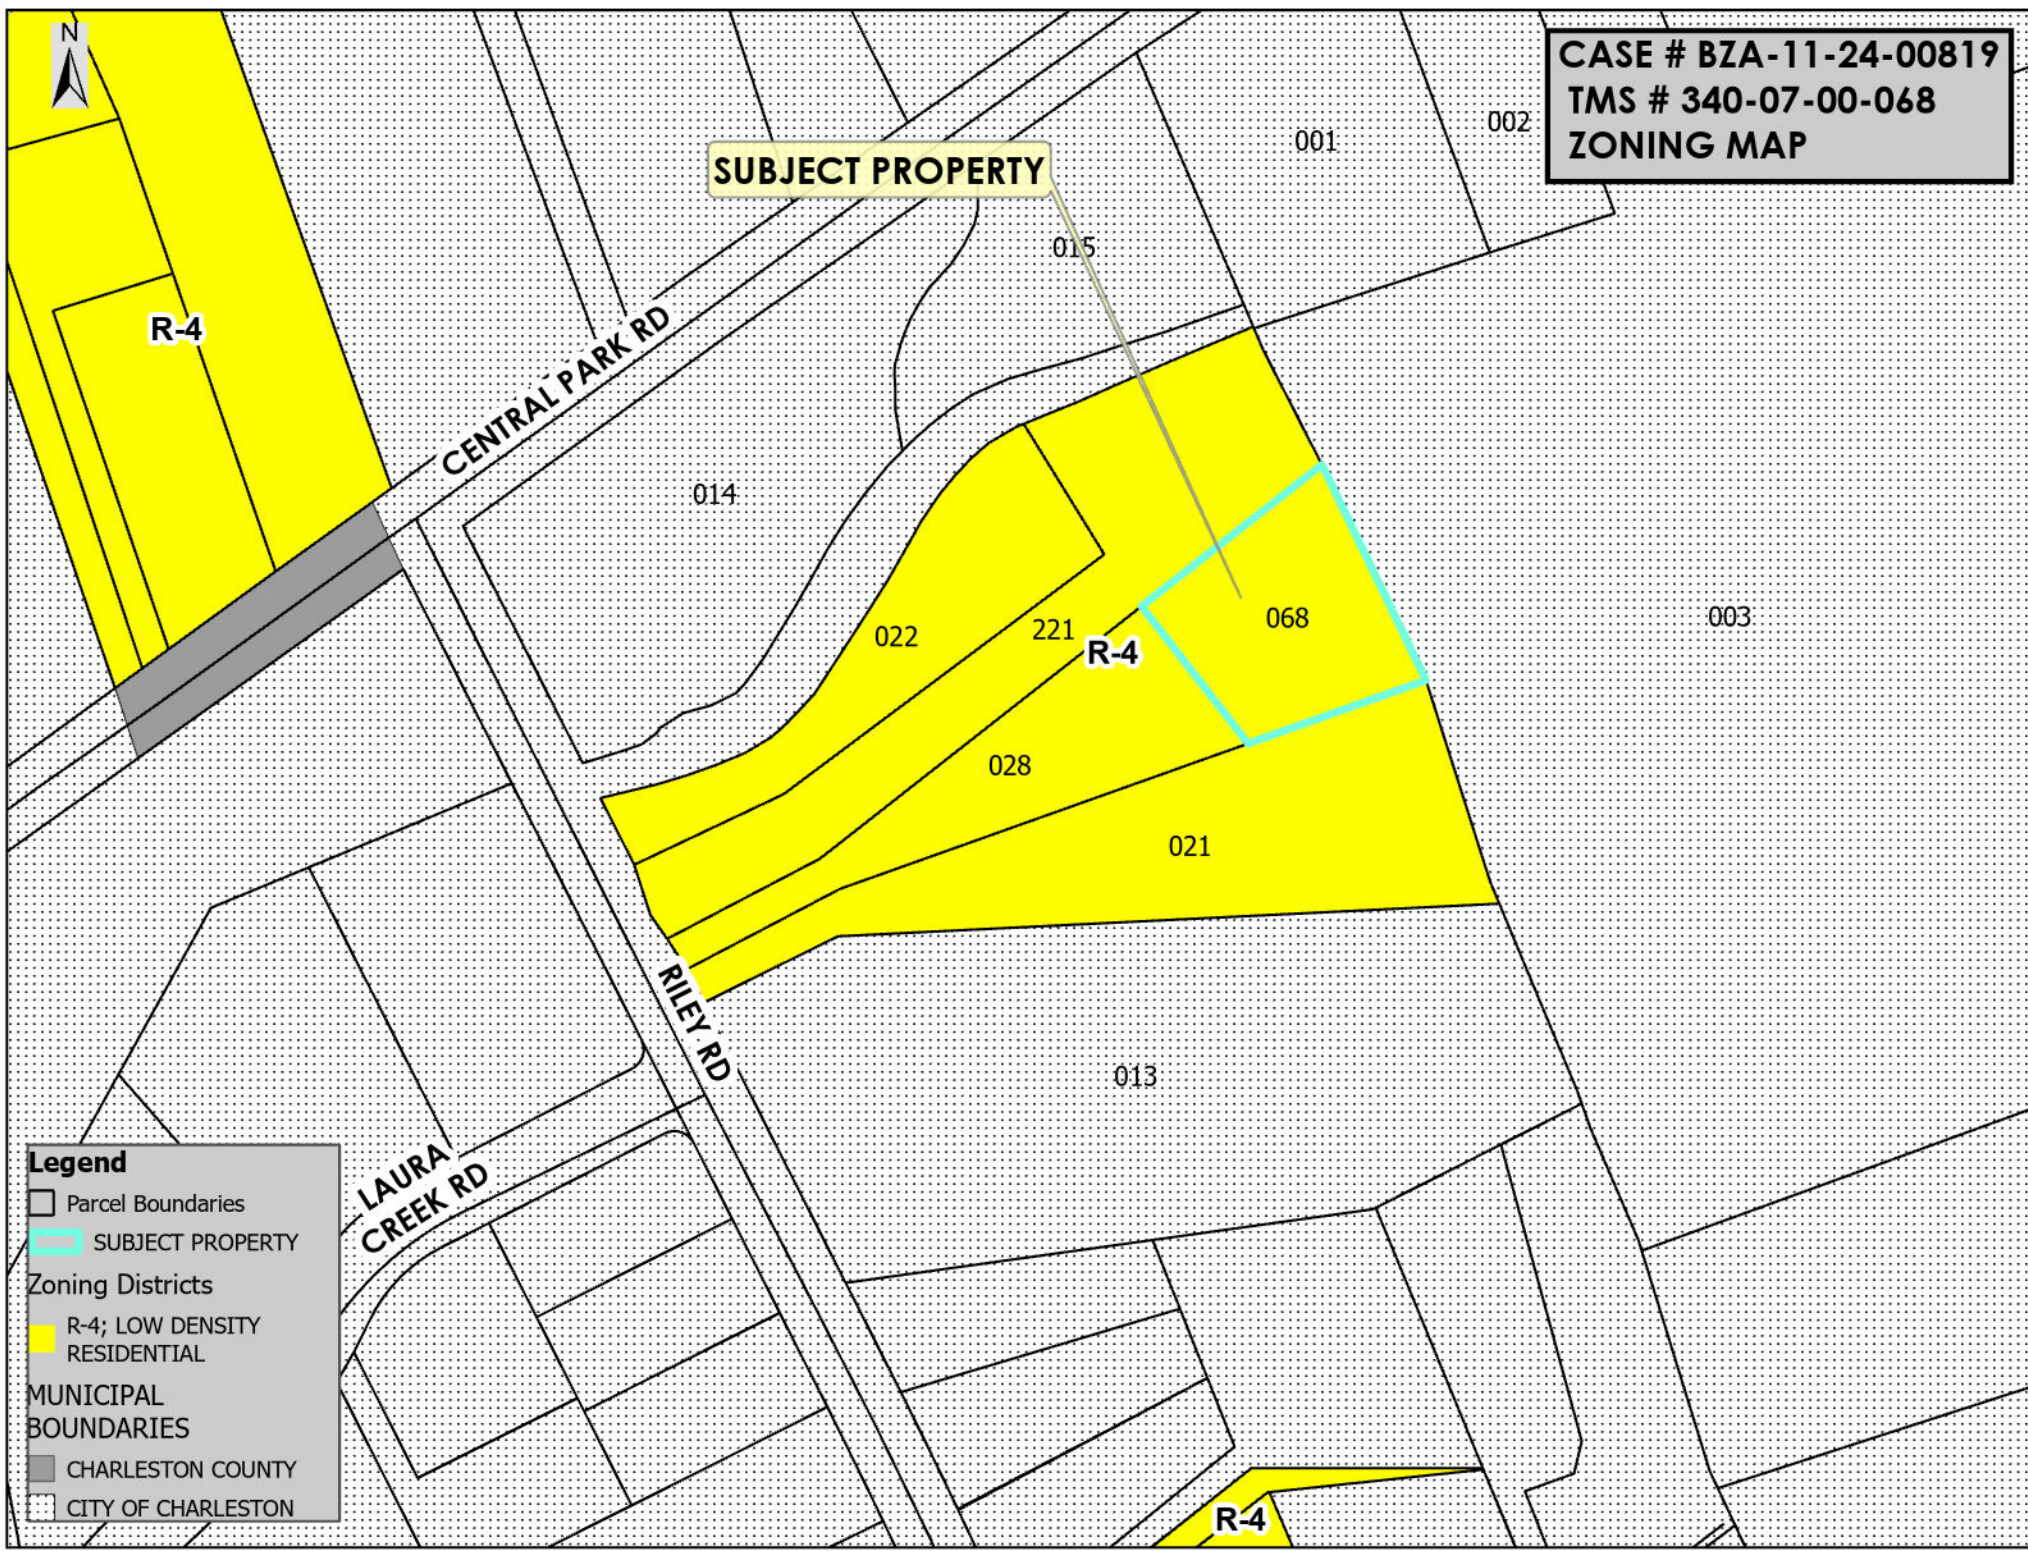 N
CASE # BZA-11-24-00819
TMS # 340-07-00-068
ZONING MAP
002
001
SUBJECT PROPERTY
015
R-4
CENTRAL PARK RD
014
068
003
221
022
R-4
028
021
RILEY RD
013
LAURA
CREEK RD
Legend
Parcel Boundaries
SUBJECT PROPERTY
Zoning Districts
R-4; LOW DENSITY
RESIDENTIAL
MUNICIPAL
BOUNDARIES
CHARLESTON COUNTY
CITY OF CHARLESTON
R-4